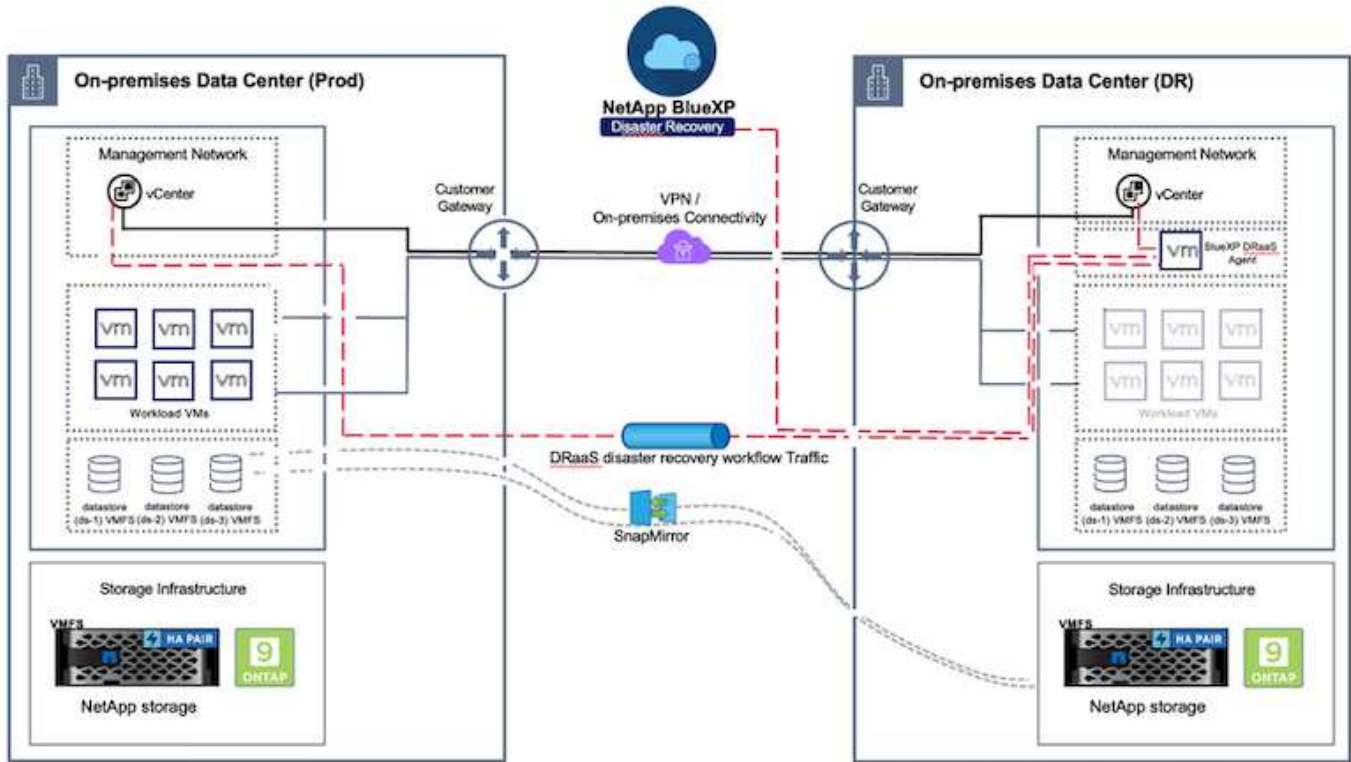 NetApp BlueXP
Disaster Recovery
On-premises Data Center (Prod)
Management Network
vCenter
Customer
Gateway
vm vm vm
vm vm vm
Workload VMs
datastore datastore datastore
(ds-1) VMFS (ds-2) VMFS (ds-3) VMFS
Storage Infrastructure
VMFS
HA PAIR
9
ONTAP
NetApp storage
VPN /
On-premises Connectivity
DRaaS disaster recovery workflow Traffic
SnapMirror
On-premises Data Center (DR)
Customer
Gateway
Management Network
vCenter
vm
BlueXP DRaaS
Agent
vm vm vm
vm vm vm
Workload VMs
datastore datastore datastore
(ds-1) VMFS (ds-2) VMFS (ds-3) VMFS
Storage Infrastructure
VMFS
HA PAIR
9
ONTAP
NetApp storage